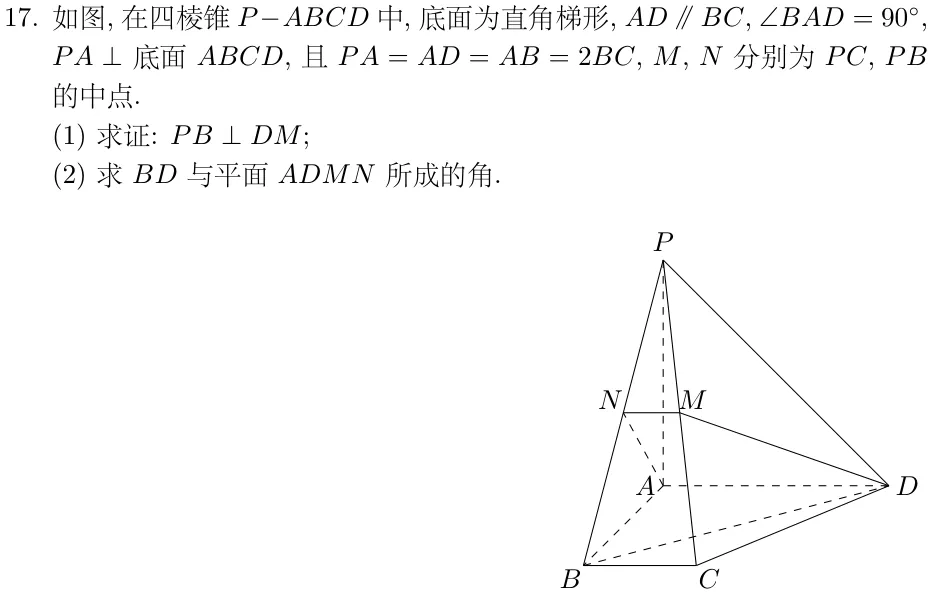 17. 如图, 在四棱锥 P−ABCD 中, 底面为直角梯形, AD ∥ BC, ∠BAD = 90°,
PA ⊥ 底面 ABCD, 且 PA = AD = AB = 2BC, M, N 分别为 PC, PB
的中点.
(1) 求证: PB ⊥ DM;
(2) 求 BD 与平面 ADMN 所成的角.
P
N M
A D
B C